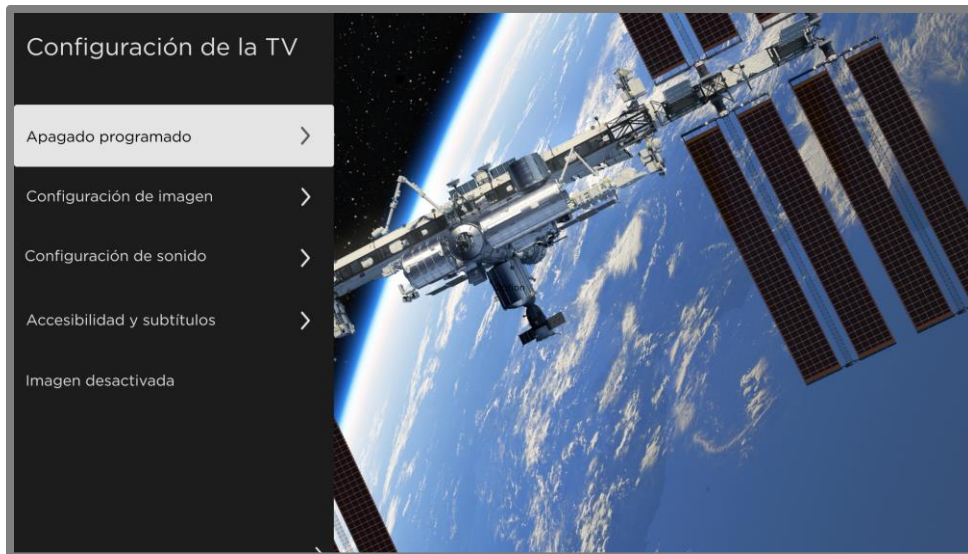 Configuración de la TV
Apagado programado
Configuración de imagen
Configuración de sonido
Accesibilidad y subtítulos
Imagen desactivada